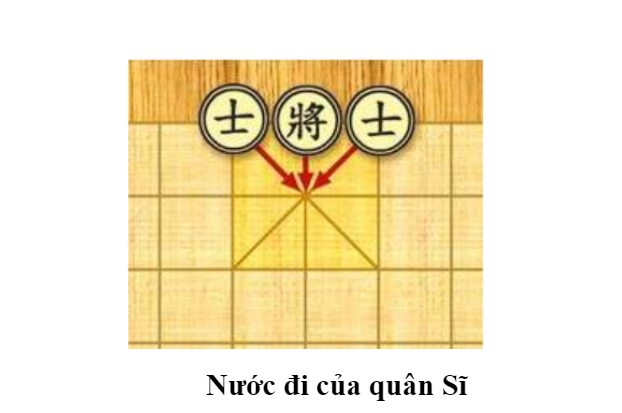 士 將 士
Nước đi của quân Sĩ